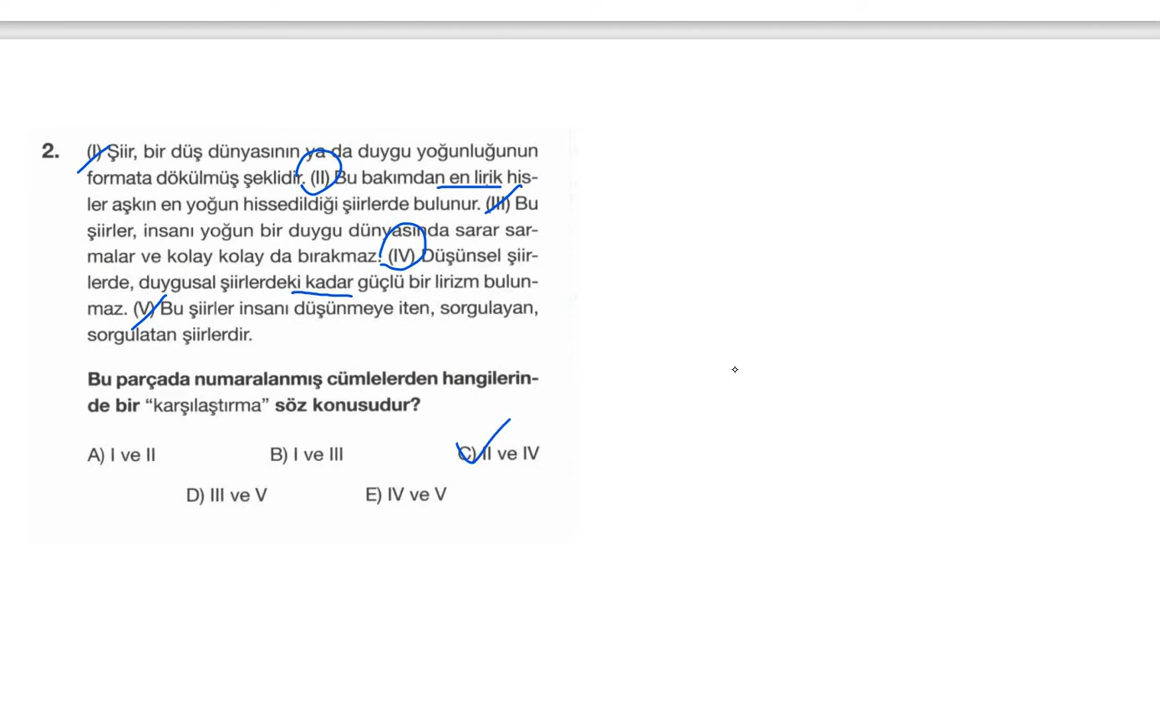 2. (I) Şiir, bir düş dünyasının ya da duygu yoğunluğunun
formata dökülmüş şeklidir. (II) Bu bakımdan en lirik his-
ler aşkın en yoğun hissedildiği şiirlerde bulunur. (III) Bu
şiirler, insanı yoğun bir duygu dünyasında sarar sar-
malar ve kolay kolay da bırakmaz. (IV) Düşünsel şiir-
lerde, duygusal şiirlerdeki kadar güçlü bir lirizm bulun-
maz. (V) Bu şiirler insanı düşünmeye iten, sorgulayan,
sorgulatan şiirlerdir.
Bu parçada numaralanmış cümlelerden hangilerin-
de bir “karşılaştırma” söz konusudur?
A) I ve II B) I ve III C) II ve IV
D) III ve V E) IV ve V